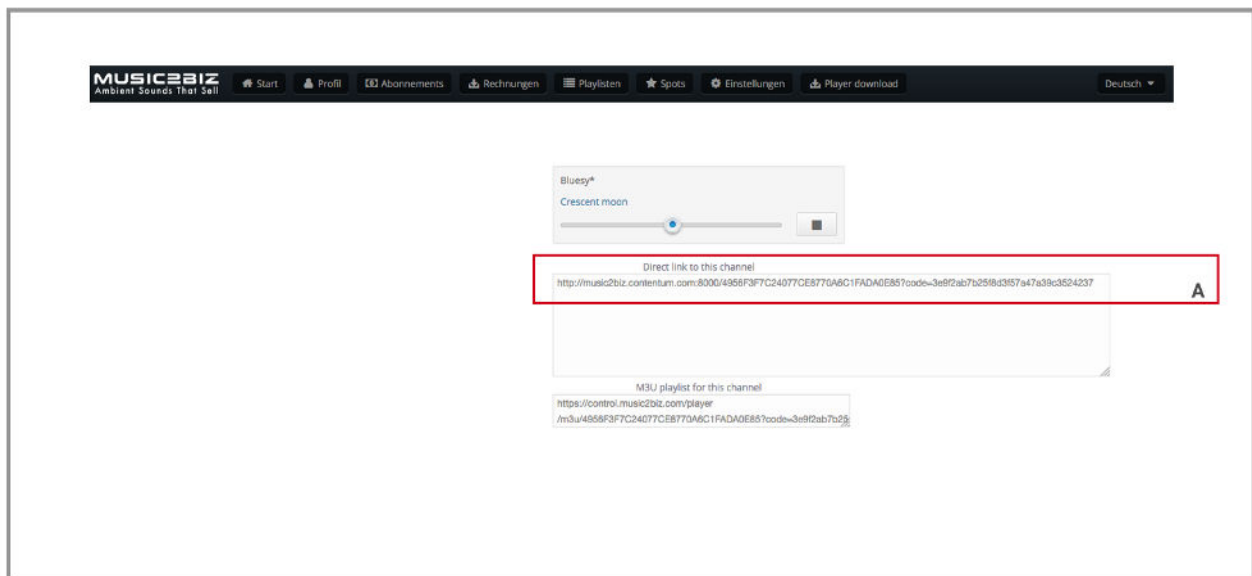 MUSIC2BIZ
Ambient Sounds That Sell
Start Profil Abonnements Rechnungen Playlisten Spots Einstellungen Player download Deutsch
Bluesy*
Crescent moon
Direct link to this channel
http://music2biz.contentum.com:8000/4956F3F7C24077CE8770A6C1FADA0E85?code=3e9f2ab7b25f8d3f57a47a39c3524237
A
M3U playlist for this channel
https://control.music2biz.com/player
/m3u/4956F3F7C24077CE8770A6C1FADA0E85?code=3e9f2ab7b25